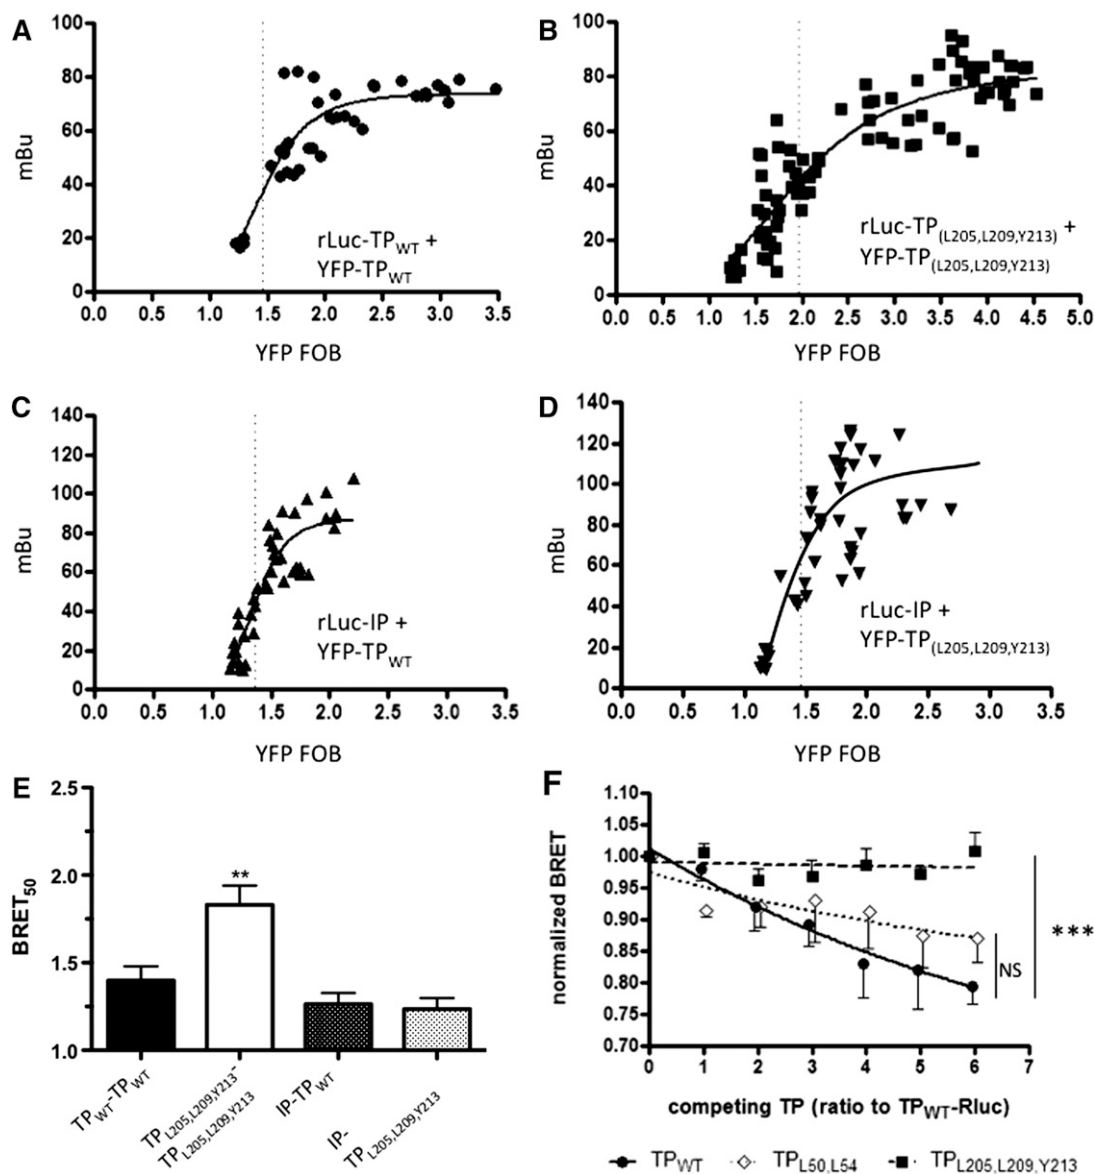 A
100
80
60
40
20
0
mBu
0.0 0.5 1.0 1.5 2.0 2.5 3.0 3.5
YFP FOB
rLuc-TPWT +
YFP-TPWT
B
100
80
60
40
20
0
mBu
0.0 0.5 1.0 1.5 2.0 2.5 3.0 3.5 4.0 4.5 5.0
YFP FOB
rLuc-TP(L205,L209,Y213) +
YFP-TP(L205,L209,Y213)
C
140
120
100
80
60
40
20
0
mBu
0.0 0.5 1.0 1.5 2.0 2.5 3.0 3.5
YFP FOB
rLuc-IP +
YFP-TPWT
D
140
120
100
80
60
40
20
0
mBu
0.0 0.5 1.0 1.5 2.0 2.5 3.0 3.5
YFP FOB
rLuc-IP +
YFP-TP(L205,L209,Y213)
E
2.5
2.0
1.5
1.0
BRET50
**
TPWT-TPWT
TPL205,L209,Y213-
TPL205,L209,Y213
IP-TPWT
IP-
TPL205,L209,Y213
F
1.10
1.05
1.00
0.95
0.90
0.85
0.80
0.75
0.70
normalized BRET
NS
***
0 1 2 3 4 5 6 7
competing TP (ratio to TPWT-Rluc)
TPWT TPL50,L54 TPL205,L209,Y213